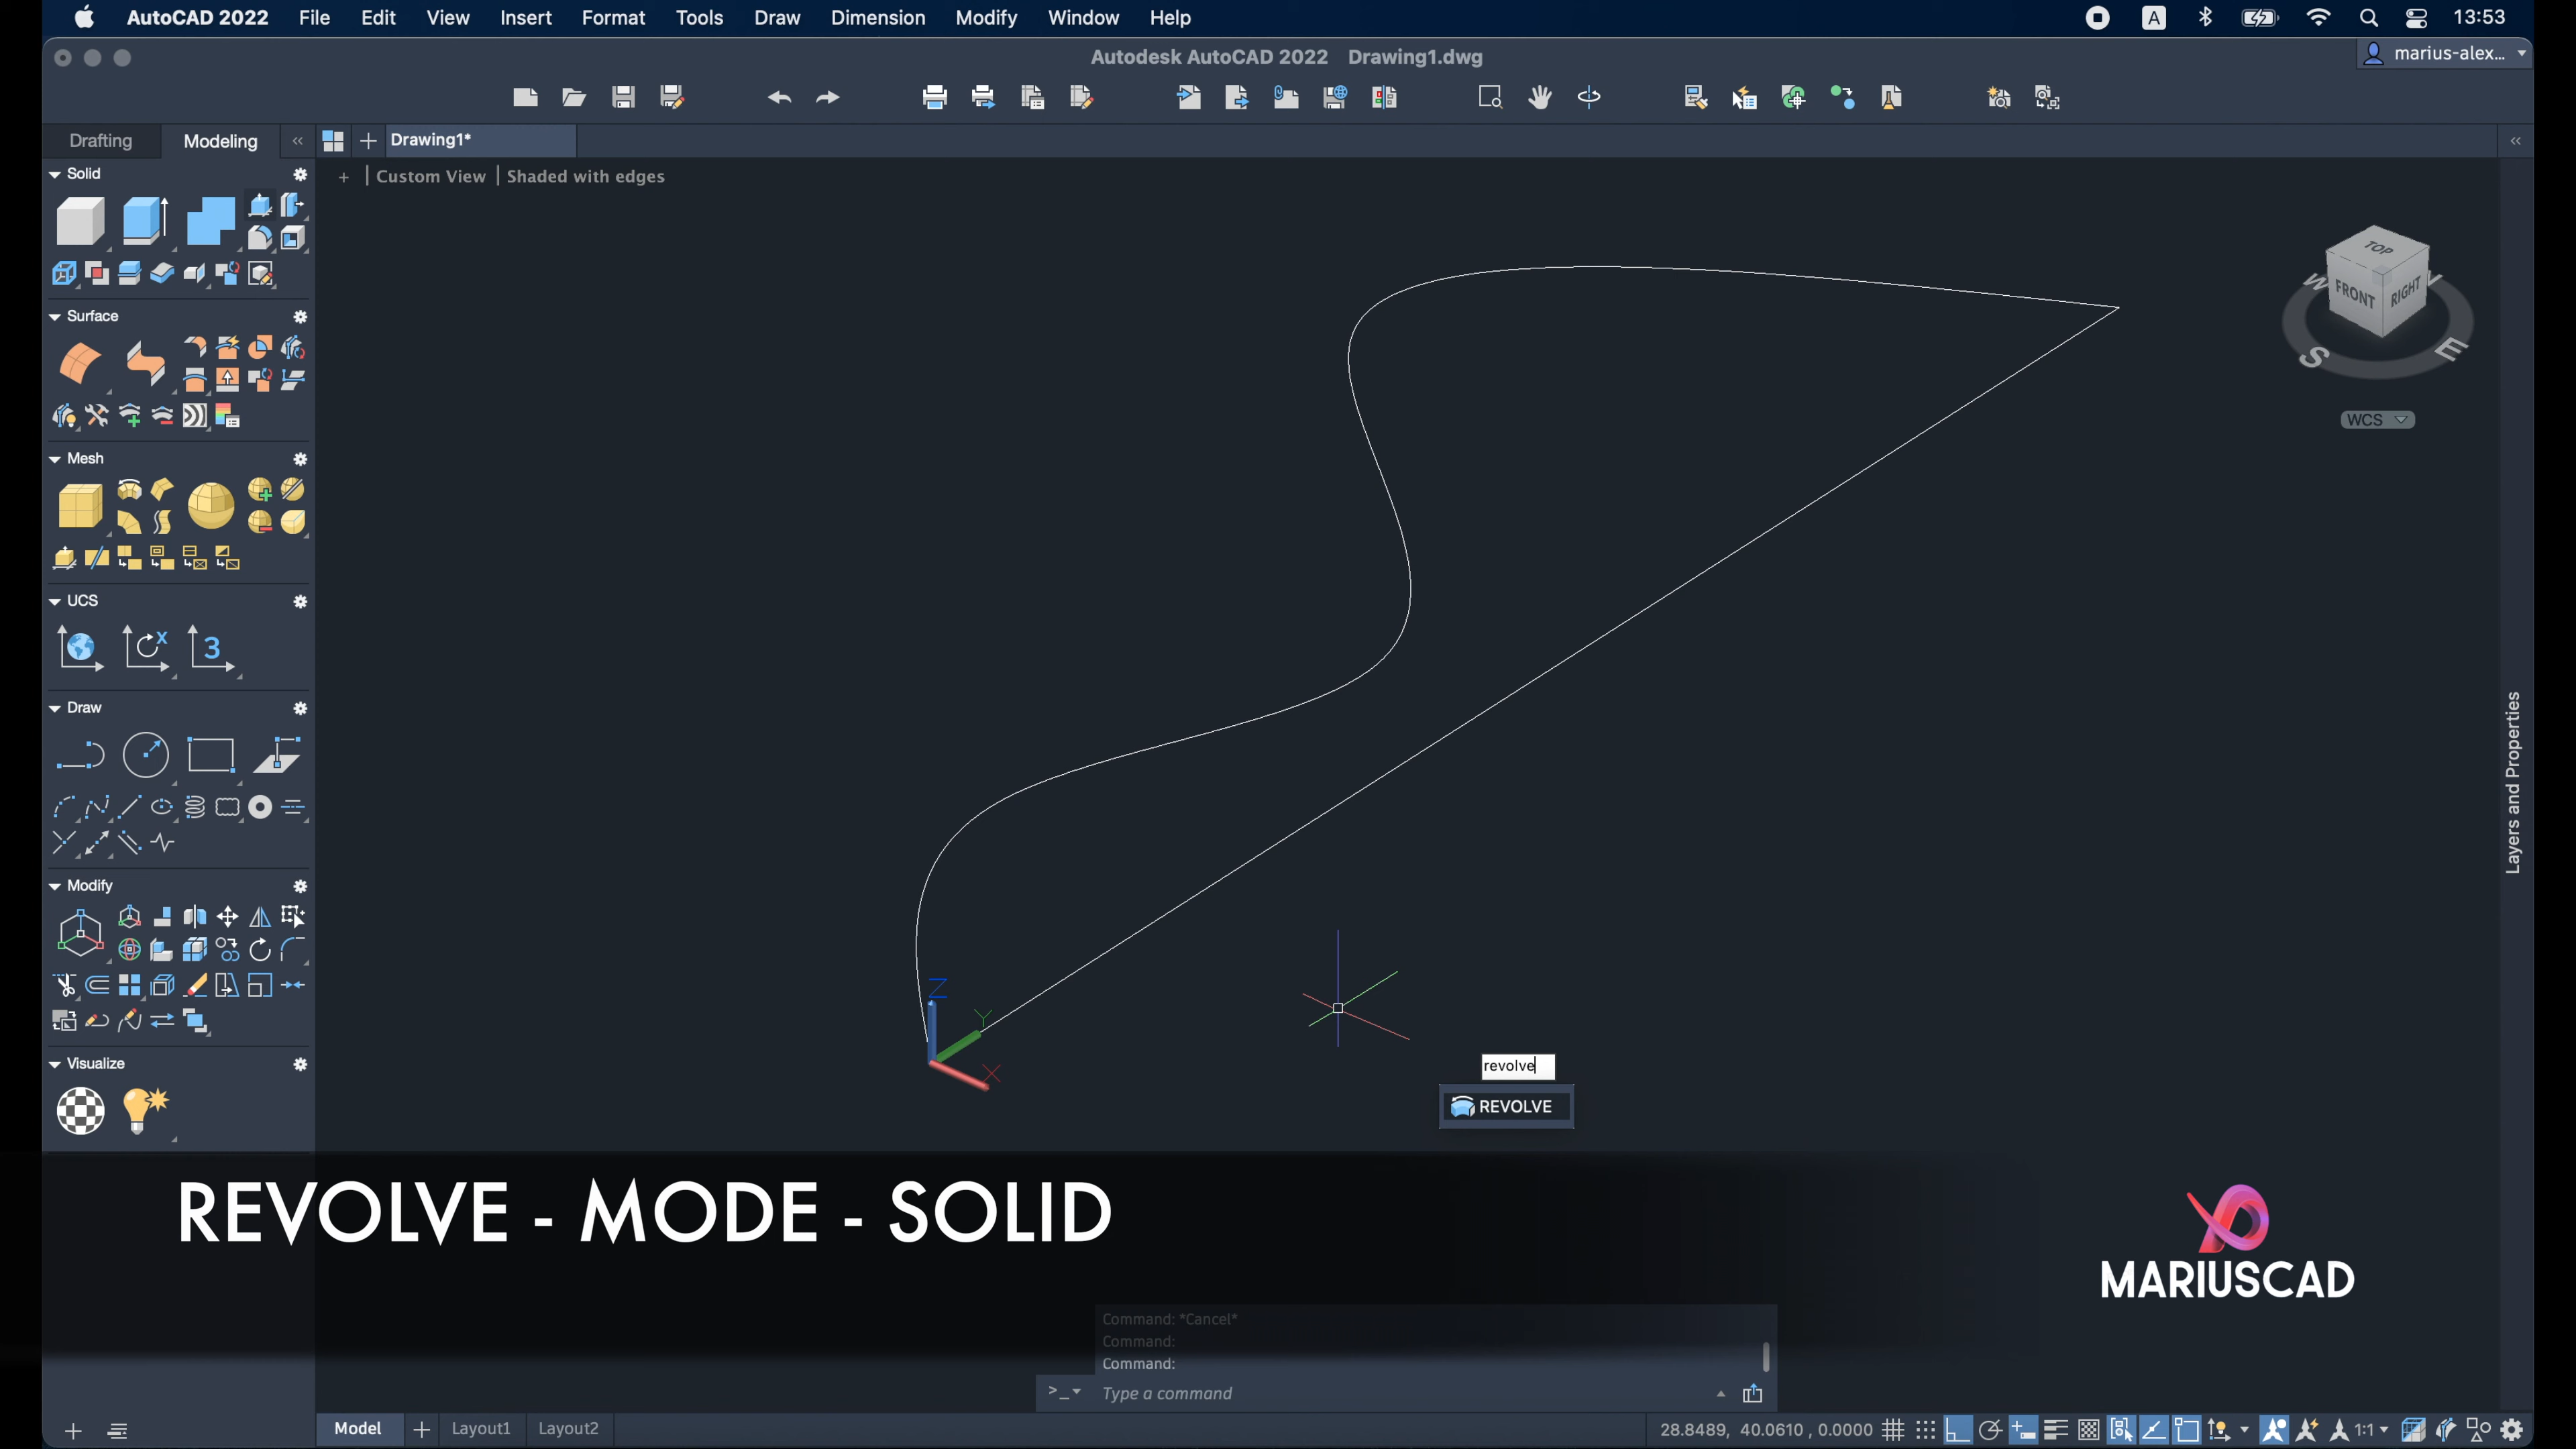 AutoCAD 2022 File Edit View Insert Format Tools Draw Dimension Modify Window Help A 13:53
Autodesk AutoCAD 2022 Drawing1.dwg
marius-alex...
Drafting Modeling Drawing1*
Solid
+ | Custom View | Shaded with edges
TOP
FRONT RIGHT
W
S E
WCS
Surface
Mesh
UCS
X
3
Draw
Modify
Visualize
Layers and Properties
Z
Y
X
revolve
REVOLVE
REVOLVE - MODE - SOLID
MARIUSCAD
Command: *Cancel*
Command:
Command:
>_ Type a command
Model + Layout1 Layout2
28.8489, 40.0610 , 0.0000 1:1